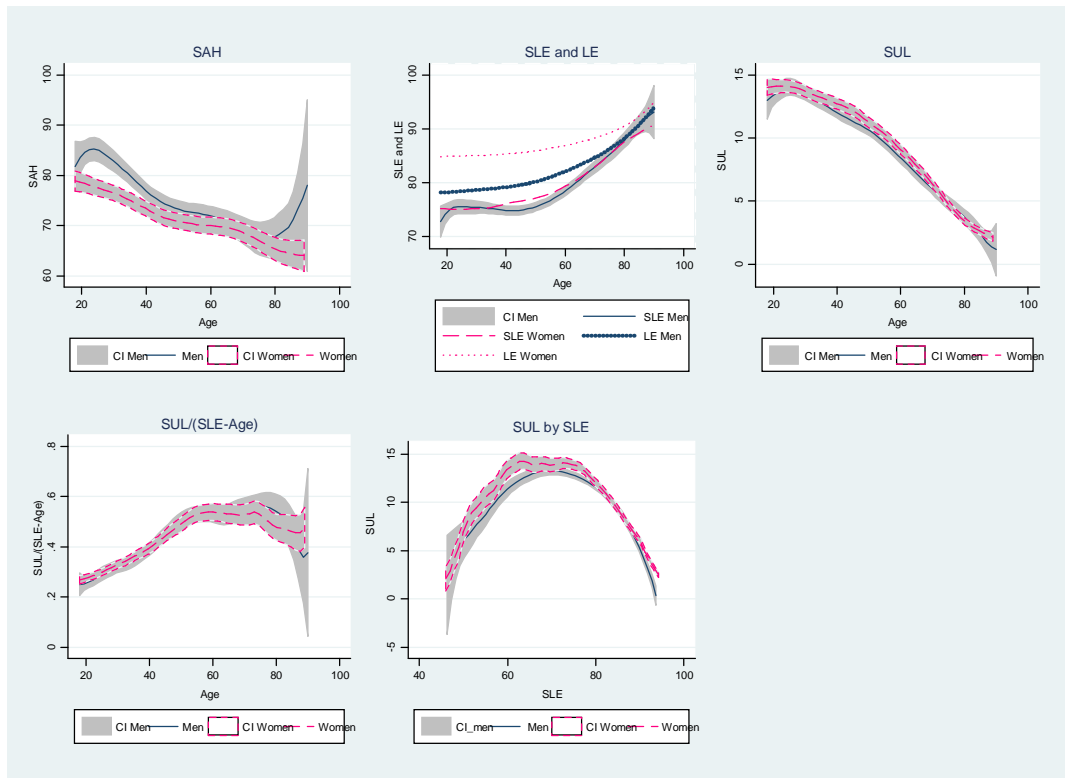 SAH
100
90
80
70
60
SAH
20 40 60 80 100
Age
CI Men Men CI Women Women
SLE and LE
100
90
80
70
SLE and LE
20 40 60 80 100
Age
CI Men SLE Men
SLE Women LE Men
LE Women
SUL
15
10
5
0
SUL
20 40 60 80 100
Age
CI Men Men CI Women Women
SUL/(SLE-Age)
.8
.6
.4
.2
0
SUL/(SLE-Age)
20 40 60 80 100
Age
CI Men Men CI Women Women
SUL by SLE
15
10
5
0
-5
SUL
40 60 80 100
SLE
CI_men Men CI Women Women